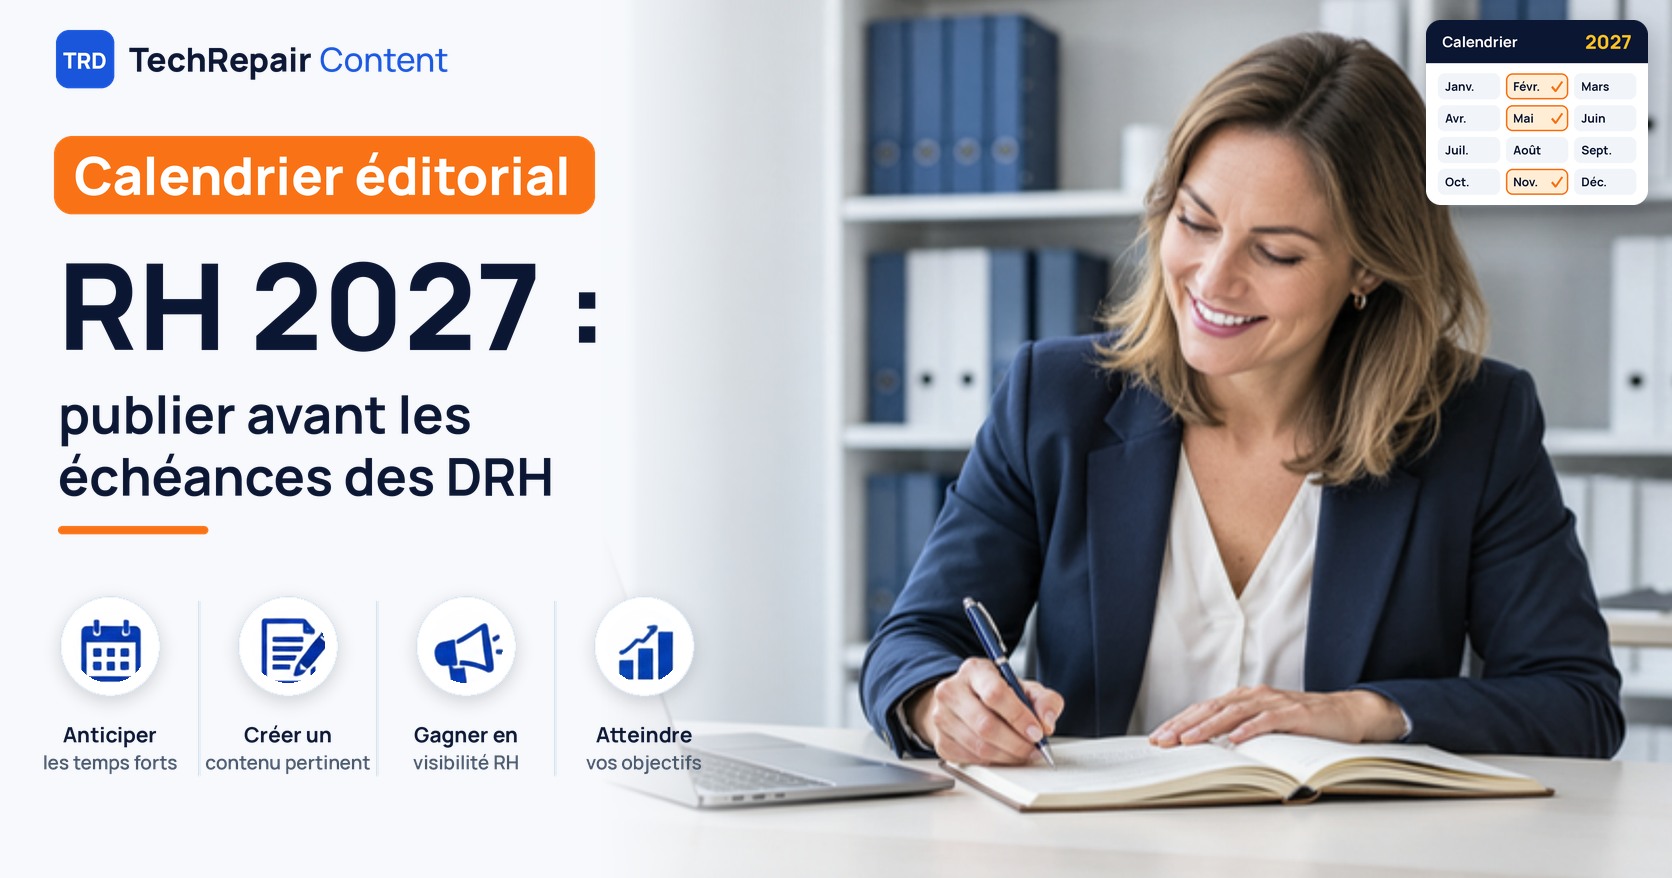 TRD TechRepair Content
Calendrier éditorial
RH 2027 :
publier avant les
échéances des DRH
Anticiper
les temps forts
Créer un
contenu pertinent
Gagner en
visibilité RH
Atteindre
vos objectifs
Calendrier 2027
Janv. Févr. Mars
Avr. Mai Juin
Juil. Août Sept.
Oct. Nov. Déc.